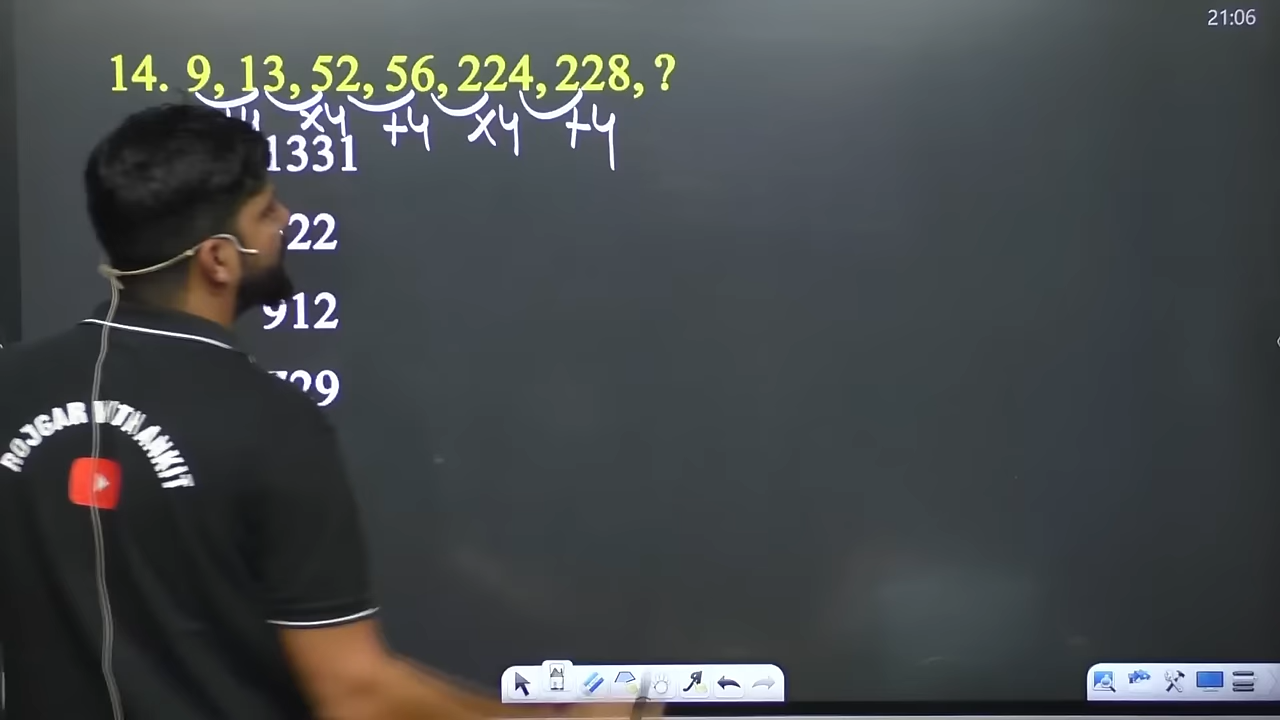 21:06
14. 9, 13, 52, 56, 224, 228, ?
×4 +4 ×4 +4
1331
22
912
729
ROJGAR WITH ANKIT